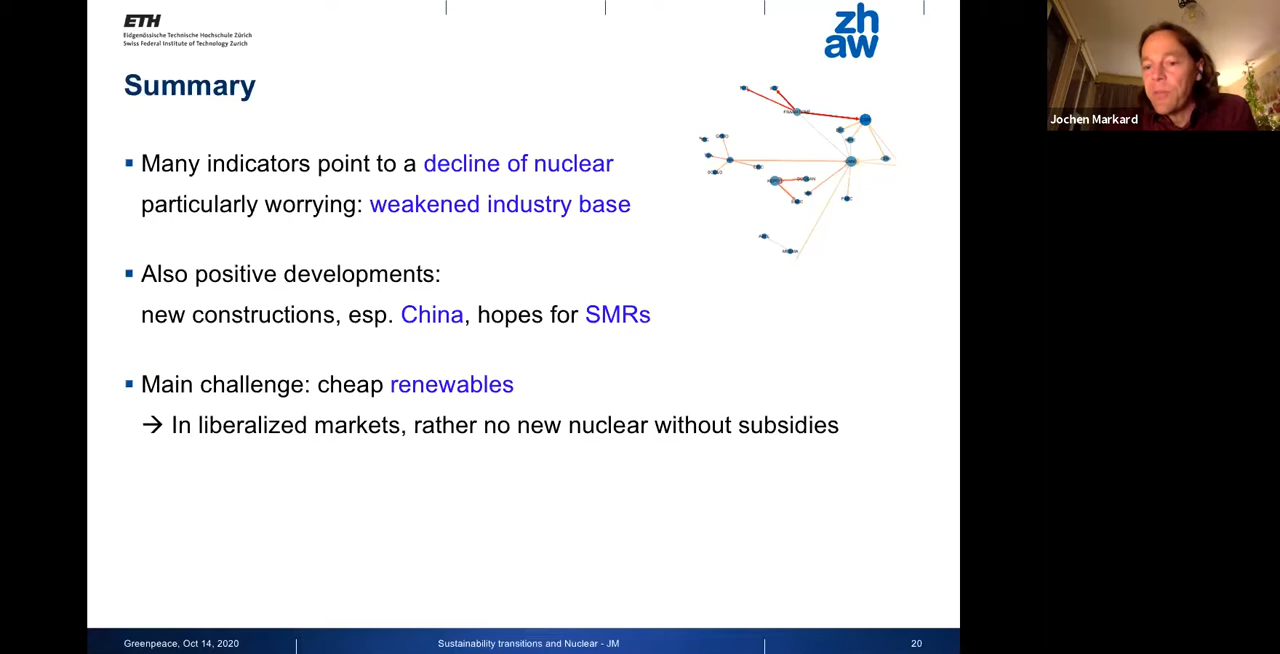 ETH
Eidgenössische Technische Hochschule Zürich
Swiss Federal Institute of Technology Zurich
zh
aw
Summary
▪ Many indicators point to a decline of nuclear
particularly worrying: weakened industry base
▪ Also positive developments:
new constructions, esp. China, hopes for SMRs
▪ Main challenge: cheap renewables
→ In liberalized markets, rather no new nuclear without subsidies
Greenpeace, Oct 14, 2020
Sustainability transitions and Nuclear - JM
20
Jochen Markard